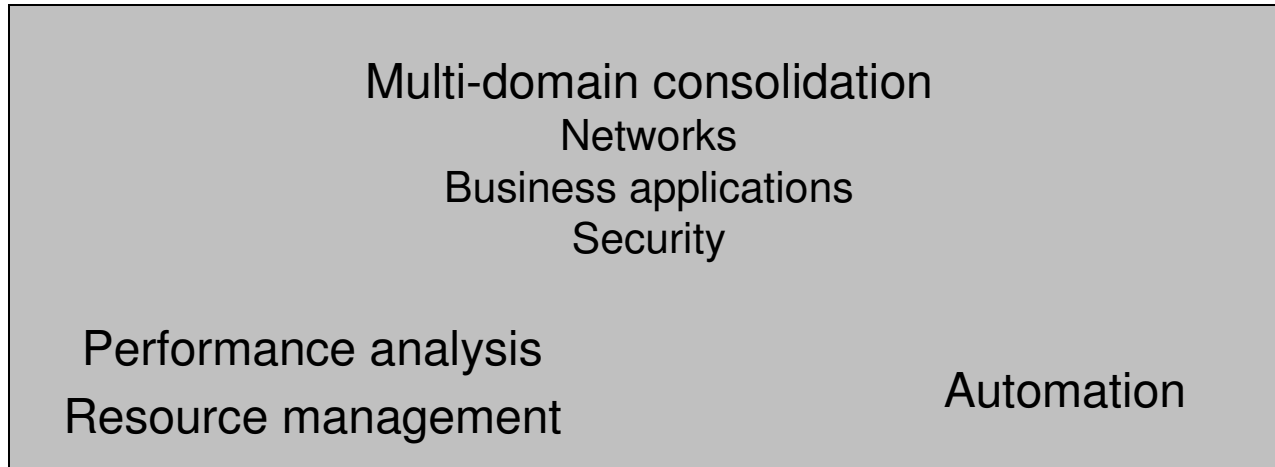 Multi-domain consolidation
Networks
Business applications
Security
Performance analysis
Resource management
Automation